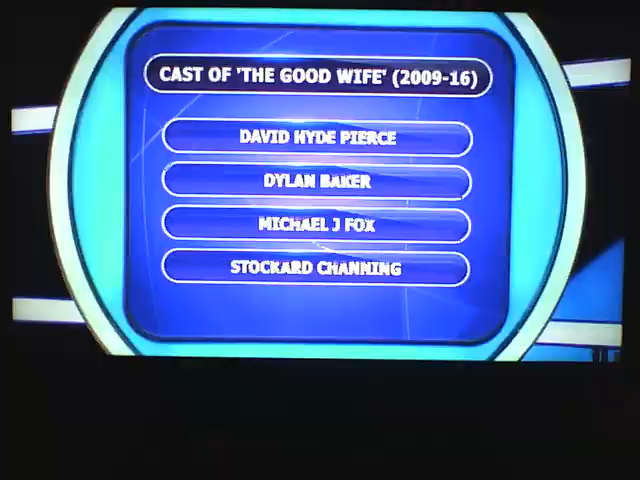 CAST OF 'THE GOOD WIFE' (2009-16)
DAVID HYDE PIERCE
DYLAN BAKER
MICHAEL J FOX
STOCKARD CHANNING